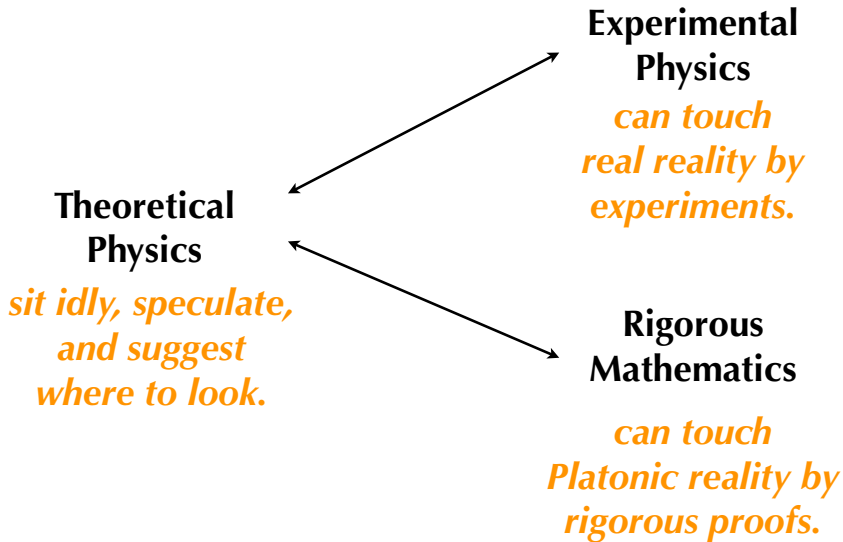 Theoretical
Physics
sit idly, speculate,
and suggest
where to look.
Experimental
Physics
can touch
real reality by
experiments.
Rigorous
Mathematics
can touch
Platonic reality by
rigorous proofs.